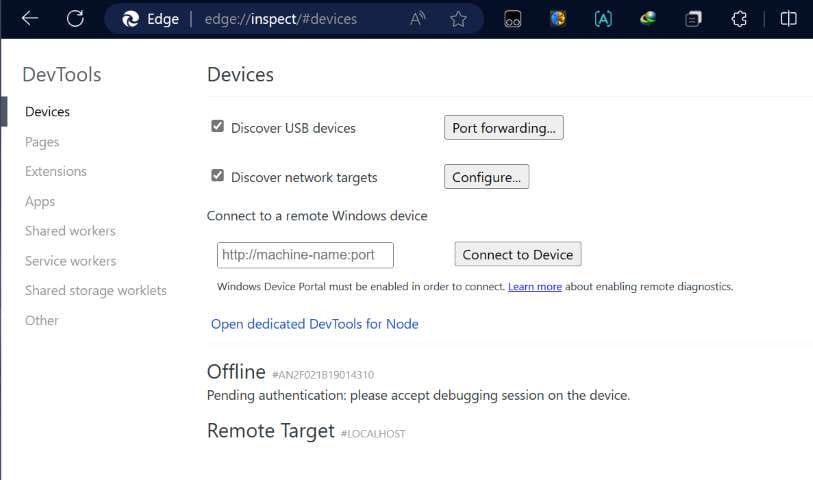 Edge | edge://inspect/#devices
DevTools
Devices
Pages
Extensions
Apps
Shared workers
Service workers
Shared storage worklets
Other
Devices
Discover USB devices Port forwarding...
Discover network targets Configure...
Connect to a remote Windows device
http://machine-name:port Connect to Device
Windows Device Portal must be enabled in order to connect. Learn more about enabling remote diagnostics.
Open dedicated DevTools for Node
Offline #AN2F021B19014310
Pending authentication: please accept debugging session on the device.
Remote Target #LOCALHOST